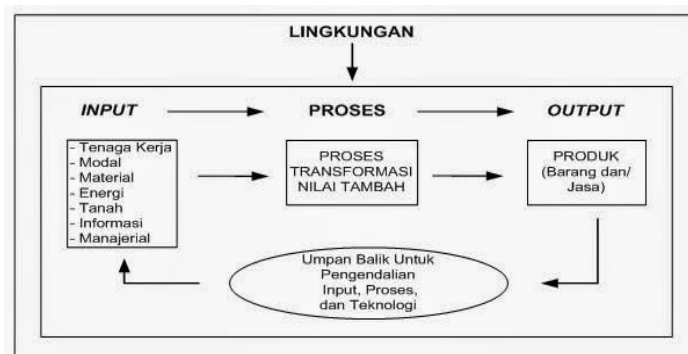 LINGKUNGAN
INPUT
PROSES
OUTPUT
- Tenaga Kerja
- Modal
- Material
- Energi
- Tanah
- Informasi
- Manajerial
PROSES
TRANSFORMASI
NILAI TAMBAH
PRODUK
(Barang dan/
Jasa)
Umpan Balik Untuk
Pengendalian
Input, Proses,
dan Teknologi